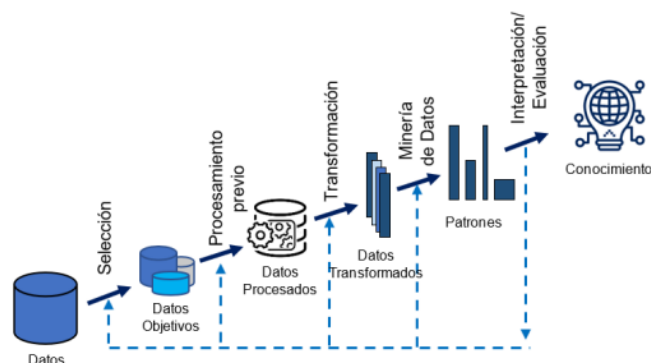 Datos
Selección
Datos
Objetivos
Procesamiento
previo
Datos
Procesados
Transformación
Datos
Transformados
Minería
de Datos
Patrones
Interpretación/
Evaluación
Conocimiento